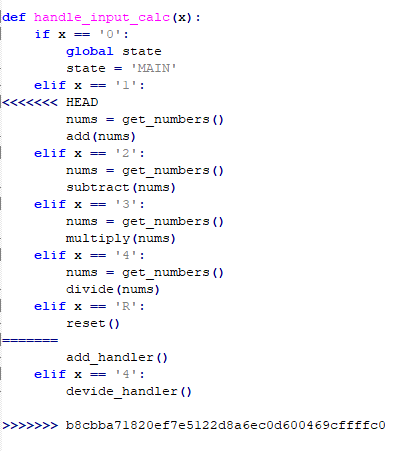 def handle_input_calc(x):
    if x == '0':
        global state
        state = 'MAIN'
    elif x == '1':
<<<<<<< HEAD
        nums = get_numbers()
        add(nums)
    elif x == '2':
        nums = get_numbers()
        subtract(nums)
    elif x == '3':
        nums = get_numbers()
        multiply(nums)
    elif x == '4':
        nums = get_numbers()
        divide(nums)
    elif x == 'R':
        reset()
=======
        add_handler()
    elif x == '4':
        devide_handler()
>>>>>>> b8cbba71820ef7e5122d8a6ec0d600469cffffc0